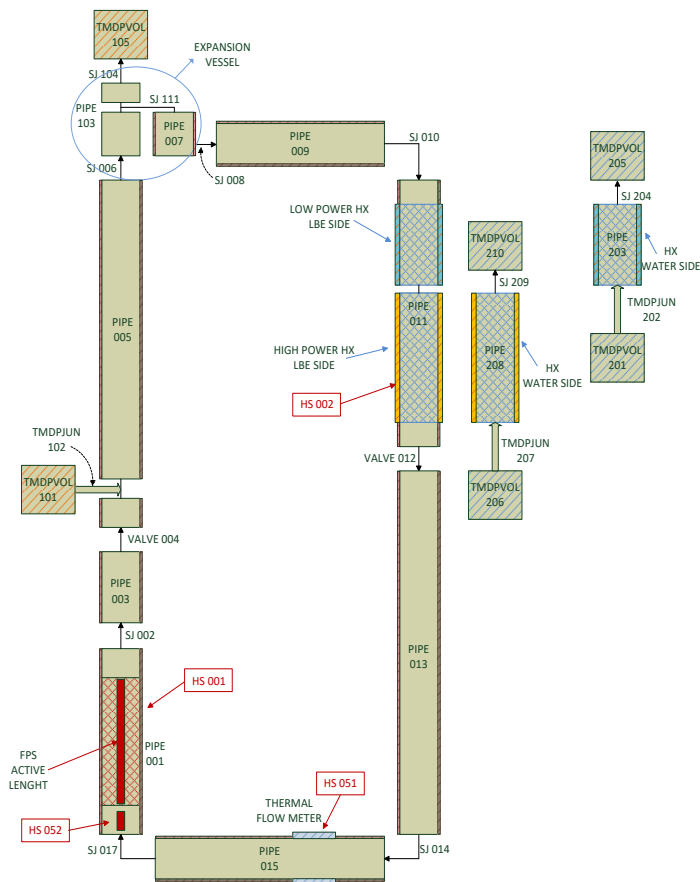 TMDPVOL
105
EXPANSION
VESSEL
SJ 104
SJ 111
PIPE
103
PIPE
007
SJ 006
SJ 008
PIPE
009
SJ 010
TMDPVOL
205
SJ 204
LOW POWER HX
LBE SIDE
TMDPVOL
210
SJ 209
PIPE
203
HX
WATER SIDE
PIPE
005
PIPE
011
TMDPJUN
202
HIGH POWER HX
LBE SIDE
PIPE
208
HX
WATER SIDE
TMDPVOL
201
HS 002
TMDPJUN
102
VALVE 012
TMDPJUN
207
TMDPVOL
101
TMDPVOL
206
VALVE 004
PIPE
003
SJ 002
PIPE
013
HS 001
FPS
ACTIVE
LENGHT
PIPE
001
HS 051
THERMAL
FLOW METER
HS 052
SJ 017
PIPE
015
SJ 014